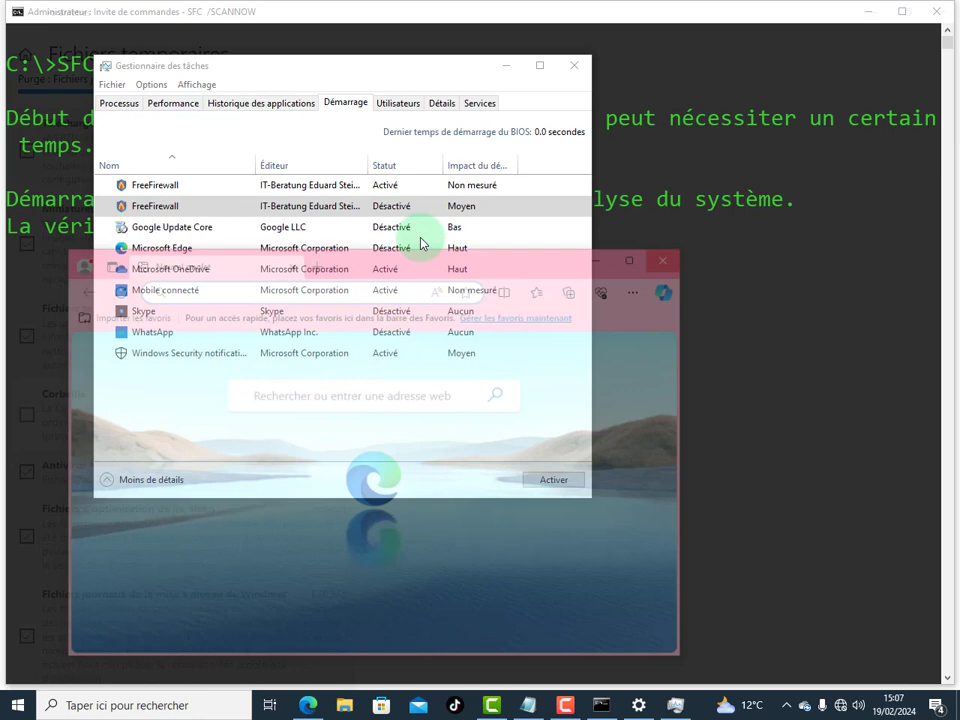 Administrateur : Invite de commandes - SFC /SCANNOW
Fichiers temporaires
C:\>SFC
Gestionnaire des tâches
Fichier Options Affichage
Processus Performance Historique des applications Démarrage Utilisateurs Détails Services
Début d peut nécessiter un certain
temps.
Dernier temps de démarrage du BIOS: 0.0 secondes
Nom Éditeur Statut Impact du dé...
FreeFirewall IT-Beratung Eduard Stei... Activé Non mesuré
Démarra lyse du système.
FreeFirewall IT-Beratung Eduard Stei... Désactivé Moyen
La véri
Google Update Core Google LLC Désactivé Bas
Microsoft Edge Microsoft Corporation Désactivé Haut
Microsoft OneDrive Microsoft Corporation Activé Haut
Mobile connecté Microsoft Corporation Activé Non mesuré
Skype Skype Désactivé Aucun
Importer les favoris Pour un accès rapide, placez vos favoris ici dans la barre des Favoris. Gérer les favoris maintenant
WhatsApp WhatsApp Inc. Désactivé Aucun
Windows Security notificati... Microsoft Corporation Activé Moyen
Rechercher ou entrer une adresse web
Moins de détails Activer
Taper ici pour rechercher
12°C
15:07
19/02/2024
4